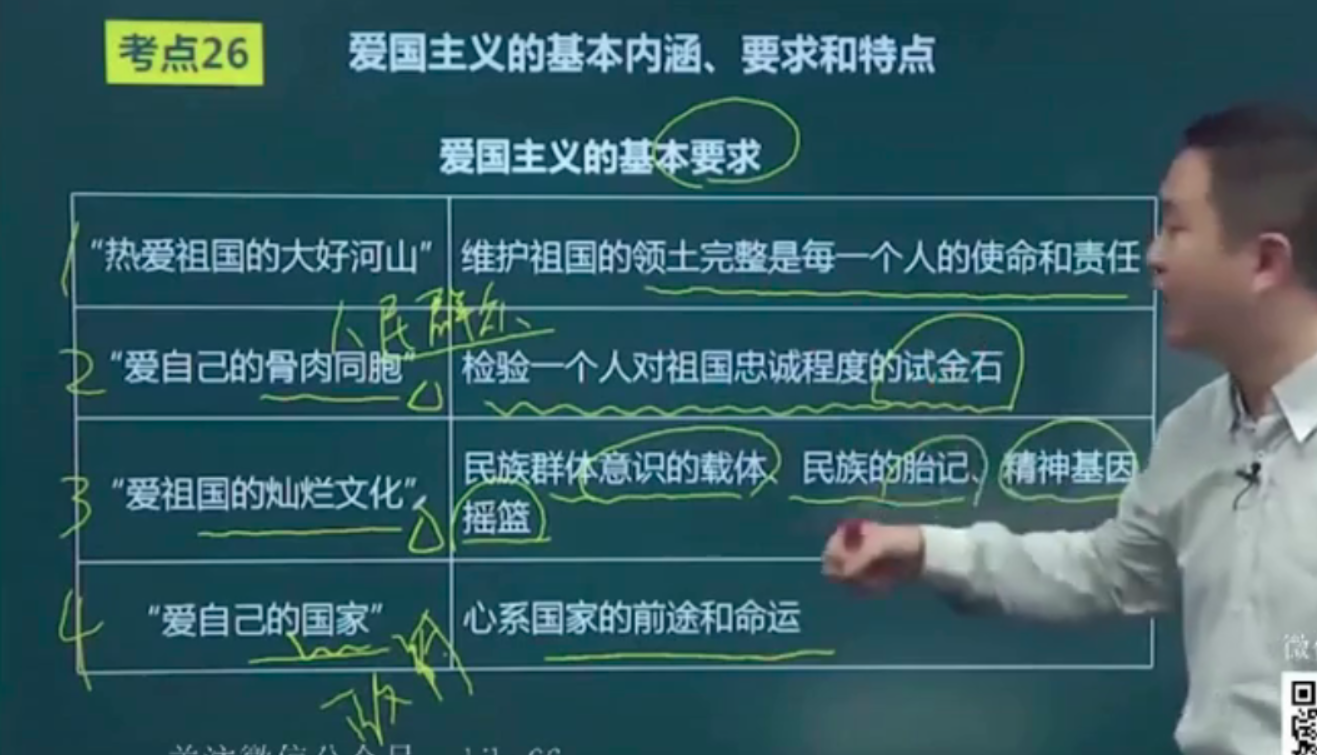 考点26
爱国主义的基本内涵、要求和特点
爱国主义的基本要求
1 “热爱祖国的大好河山” 维护祖国的领土完整是每一个人的使命和责任
人民群众
2 “爱自己的骨肉同胞” 检验一个人对祖国忠诚程度的试金石
3 “爱祖国的灿烂文化” 民族群体意识的载体、民族的胎记、精神基因
摇篮
4 “爱自己的国家” 心系国家的前途和命运